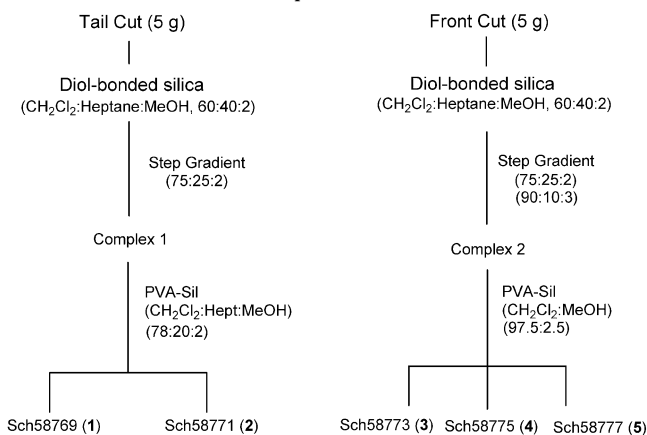 Tail Cut (5 g)
Diol-bonded silica
(CH₂Cl₂:Heptane:MeOH, 60:40:2)
Step Gradient
(75:25:2)
Complex 1
PVA-Sil
(CH₂Cl₂:Hept:MeOH)
(78:20:2)
Sch58769 (1)
Sch58771 (2)
Front Cut (5 g)
Diol-bonded silica
(CH₂Cl₂:Heptane:MeOH, 60:40:2)
Step Gradient
(75:25:2)
(90:10:3)
Complex 2
PVA-Sil
(CH₂Cl₂:MeOH)
(97.5:2.5)
Sch58773 (3)
Sch58775 (4)
Sch58777 (5)